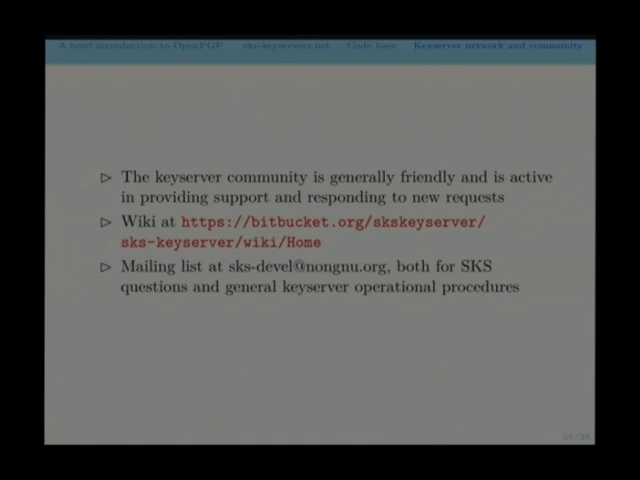 A brief introduction to OpenPGP sks-keyservers.net Code base Keyserver network and community
▷ The keyserver community is generally friendly and is active
in providing support and responding to new requests
▷ Wiki at https://bitbucket.org/skskeyserver/
sks-keyserver/wiki/Home
▷ Mailing list at sks-devel@nongnu.org, both for SKS
questions and general keyserver operational procedures